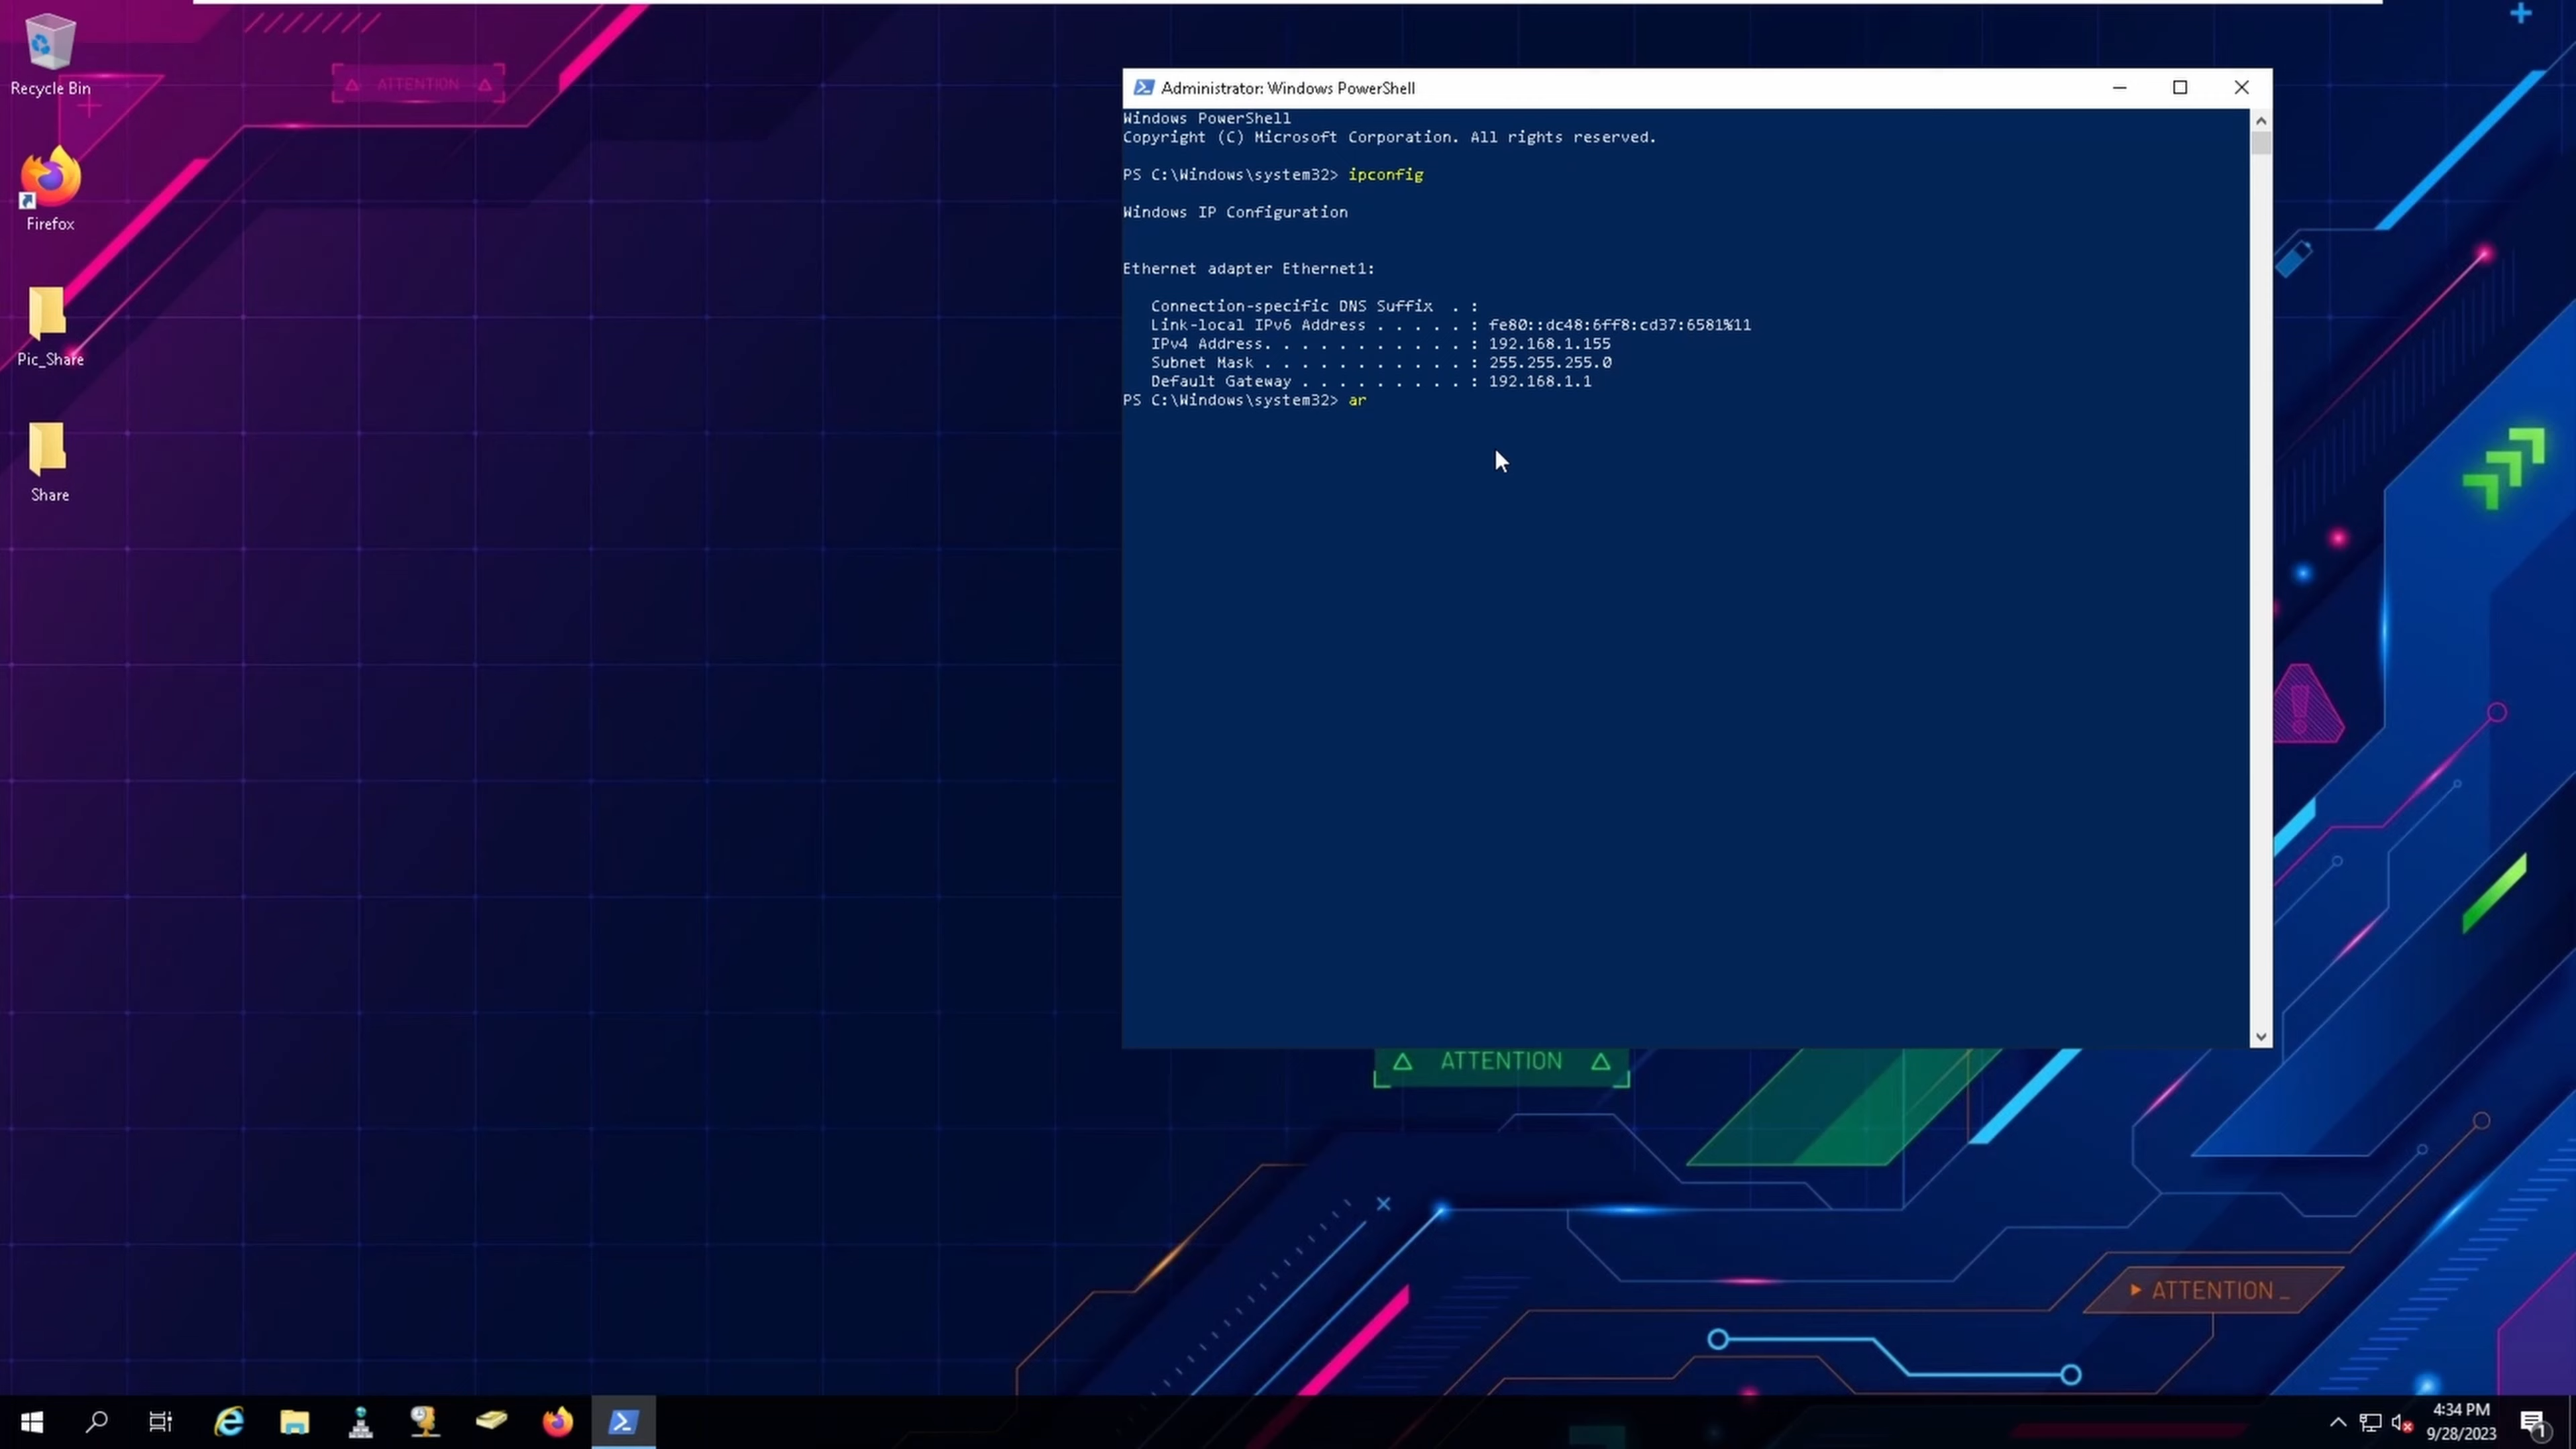 Recycle Bin
Firefox
Pic_Share
Share
ATTENTION
Administrator: Windows PowerShell
Windows PowerShell
Copyright (C) Microsoft Corporation. All rights reserved.
PS C:\Windows\system32> ipconfig
Windows IP Configuration
Ethernet adapter Ethernet1:
Connection-specific DNS Suffix . :
Link-local IPv6 Address . . . . . : fe80::dc48:6ff8:cd37:6581%11
IPv4 Address. . . . . . . . . . . : 192.168.1.155
Subnet Mask . . . . . . . . . . . : 255.255.255.0
Default Gateway . . . . . . . . . : 192.168.1.1
PS C:\Windows\system32> ar
ATTENTION
ATTENTION _
4:34 PM
9/28/2023
1